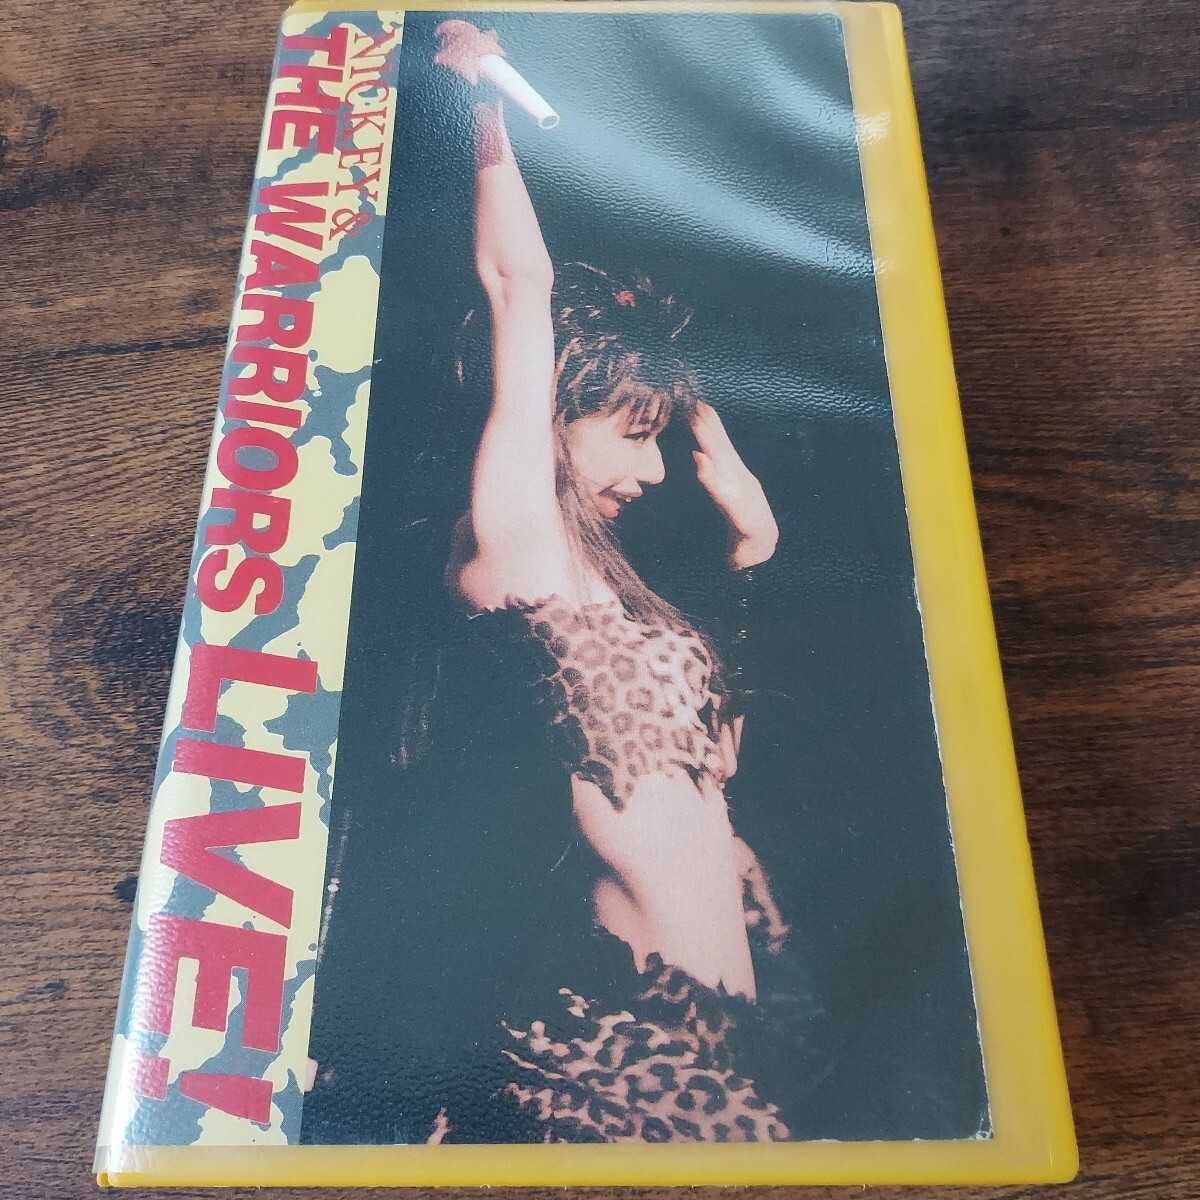 NICKEY &
THE WARRIORS LIVE!